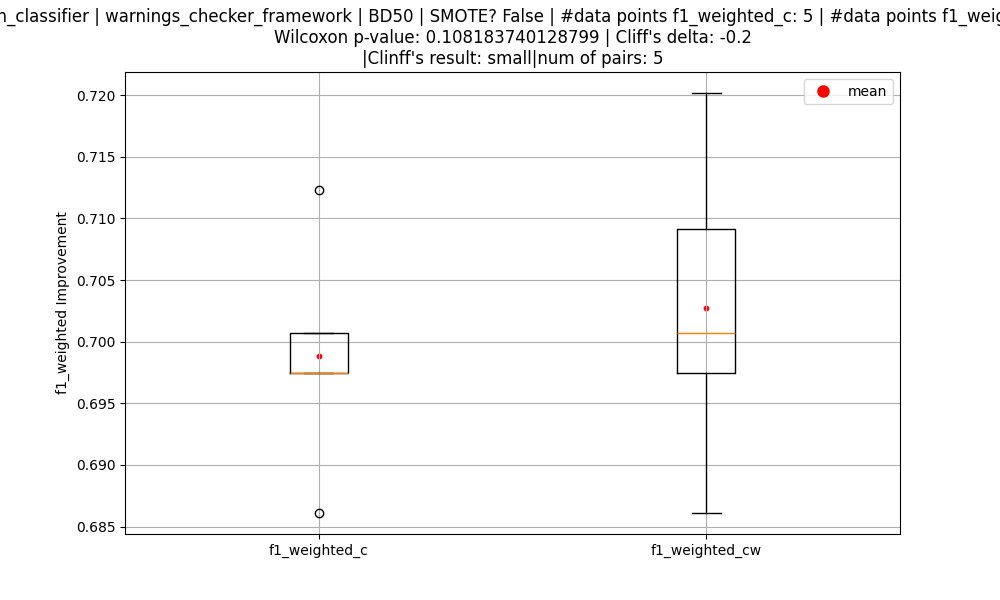 _classifier | warnings_checker_framework | BD50 | SMOTE? False | #data points f1_weighted_c: 5 | #data points
Wilcoxon p-value: 0.108183740128799 | Cliff's delta: -0.2
|Clinff's result: small|num of pairs: 5
mean
0.720
0.715
0.710
0.705
0.700
0.695
0.690
0.685
f1_weighted Improvement
f1_weighted_c
f1_weighted_cw